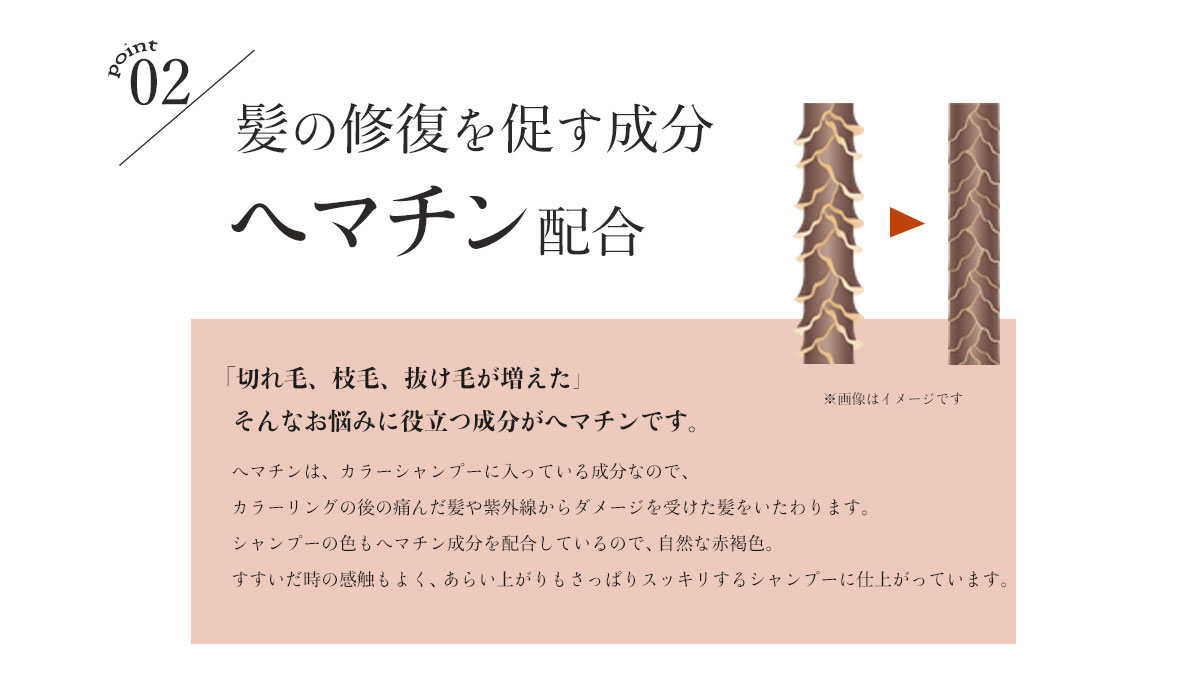 point
02
髪の修復を促す成分
ヘマチン配合
「切れ毛、枝毛、抜け毛が増えた」
そんなお悩みに役立つ成分がヘマチンです。
※画像はイメージです
ヘマチンは、カラーシャンプーに入っている成分なので、
カラーリングの後の痛んだ髪や紫外線からダメージを受けた髪をいたわります。
シャンプーの色もヘマチン成分を配合しているので、自然な赤褐色。
すすいだ時の感触もよく、あらい上がりもさっぱりスッキリするシャンプーに仕上がっています。